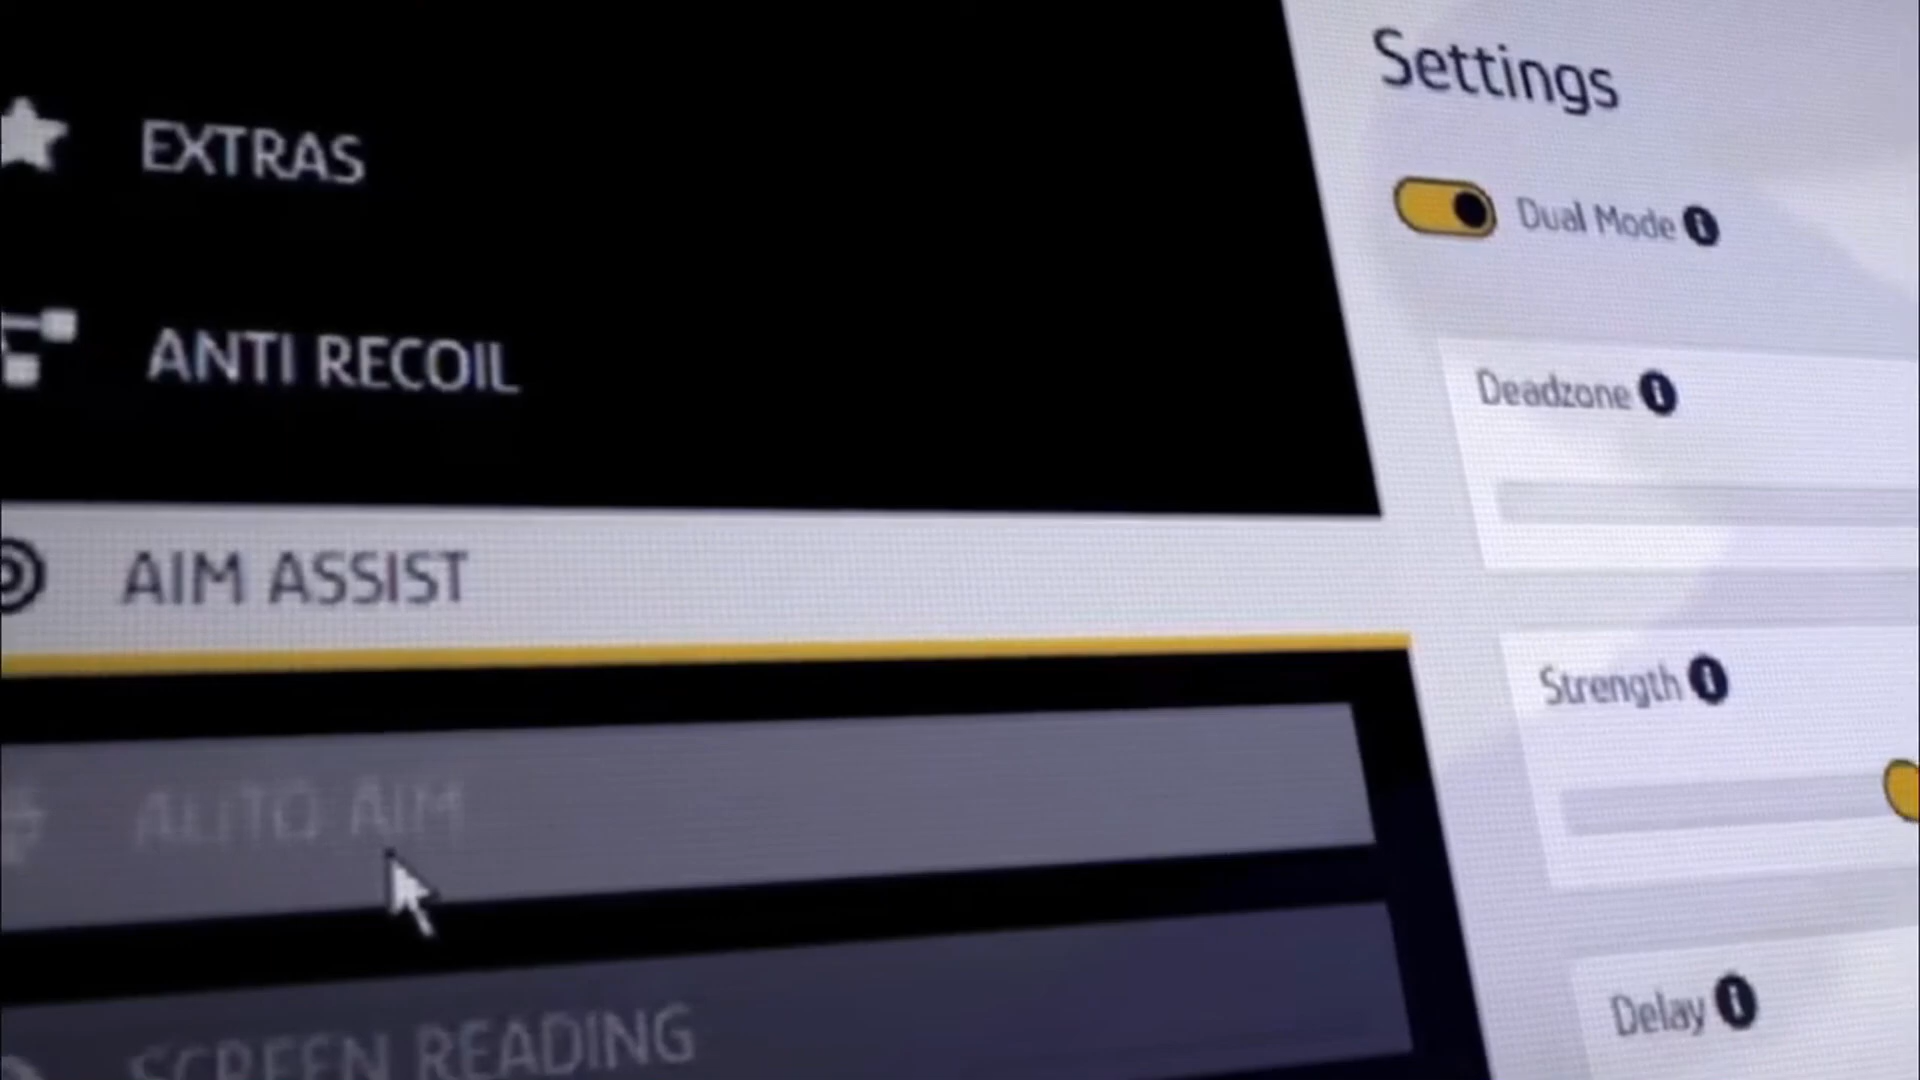 EXTRAS
ANTI RECOIL
AIM ASSIST
AUTO AIM
SCREEN READING
Settings
Dual Mode
Deadzone
Strength
Delay